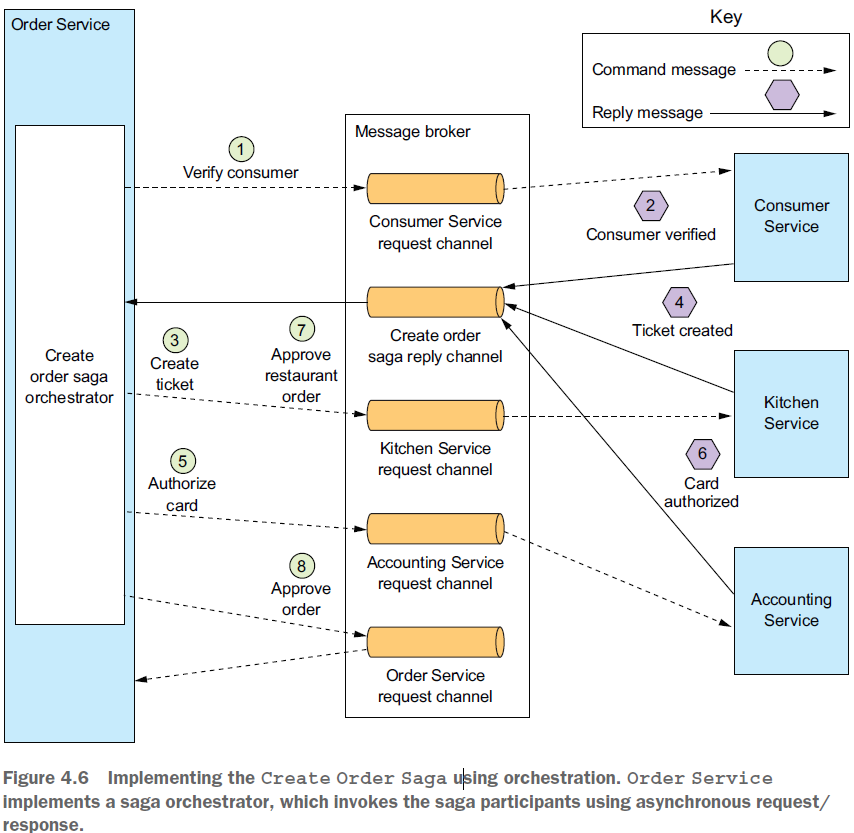 Order Service
Key
Command message
Reply message
Message broker
1
Verify consumer
Consumer Service
request channel
2
Consumer verified
Consumer
Service
Create order
saga reply channel
4
Ticket created
Create
order saga
orchestrator
3
Create
ticket
7
Approve
restaurant
order
Kitchen Service
request channel
Kitchen
Service
5
Authorize
card
6
Card
authorized
Accounting Service
request channel
8
Approve
order
Accounting
Service
Order Service
request channel
Figure 4.6 Implementing the Create Order Saga using orchestration. Order Service
implements a saga orchestrator, which invokes the saga participants using asynchronous request/
response.